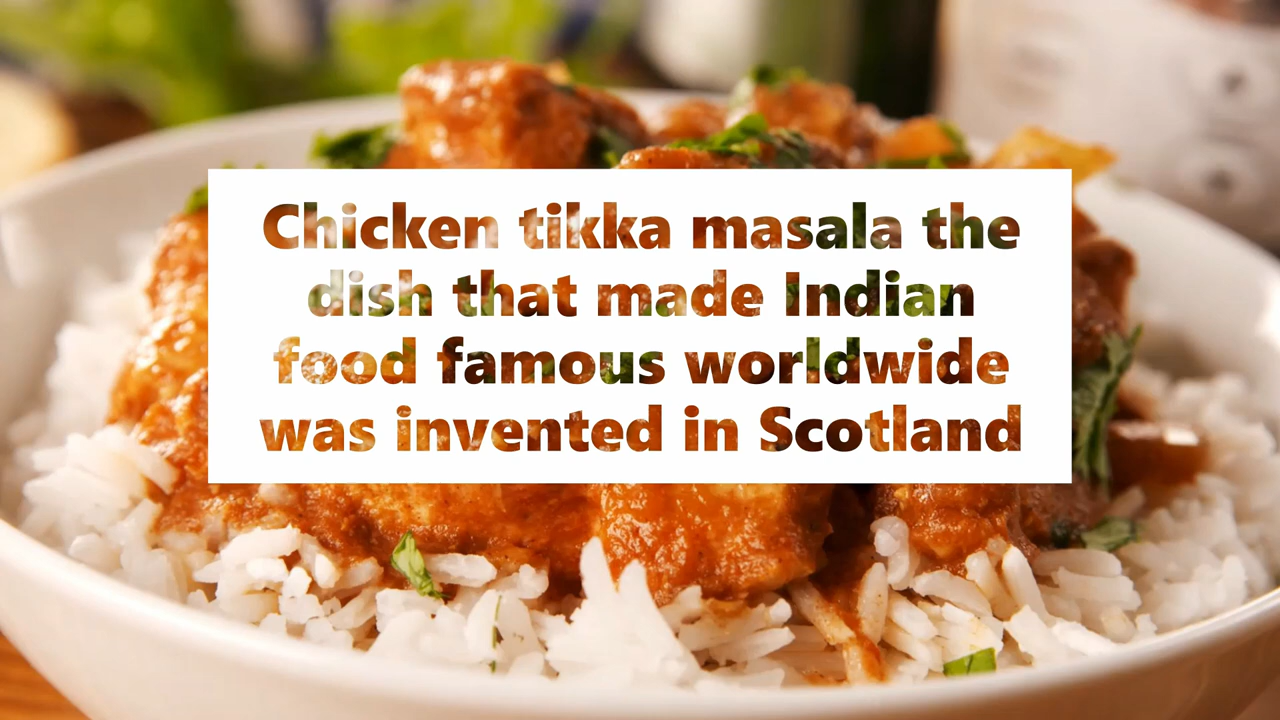 Chicken tikka masala the
dish that made Indian
food famous worldwide
was invented in Scotland